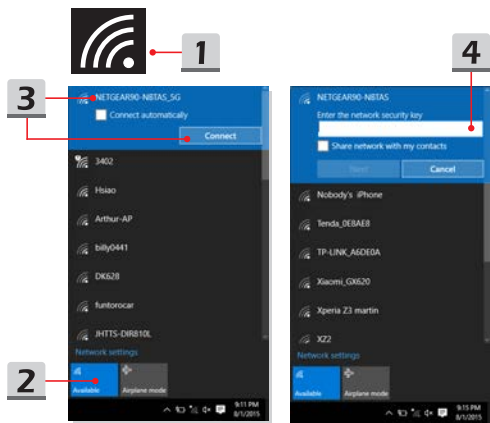 1
4
3
NETGEAR90-N8TAS_5G
Connect automatically
Connect
3402
Hsiao
Arthur-AP
billy0441
DK628
funtorocar
JHTTS-DIR810L
Network settings
2
Available
Airplane mode
9:11 PM
8/1/2015
NETGEAR90-N8TAS
Enter the network security key
Share network with my contacts
Next
Cancel
Nobody's iPhone
Tenda_0E8AE8
TP-LINK_A6DE0A
Xiaomi_GX620
Xperia Z3 martin
XZ2
Network settings
Available
Airplane mode
9:15 PM
8/1/2015